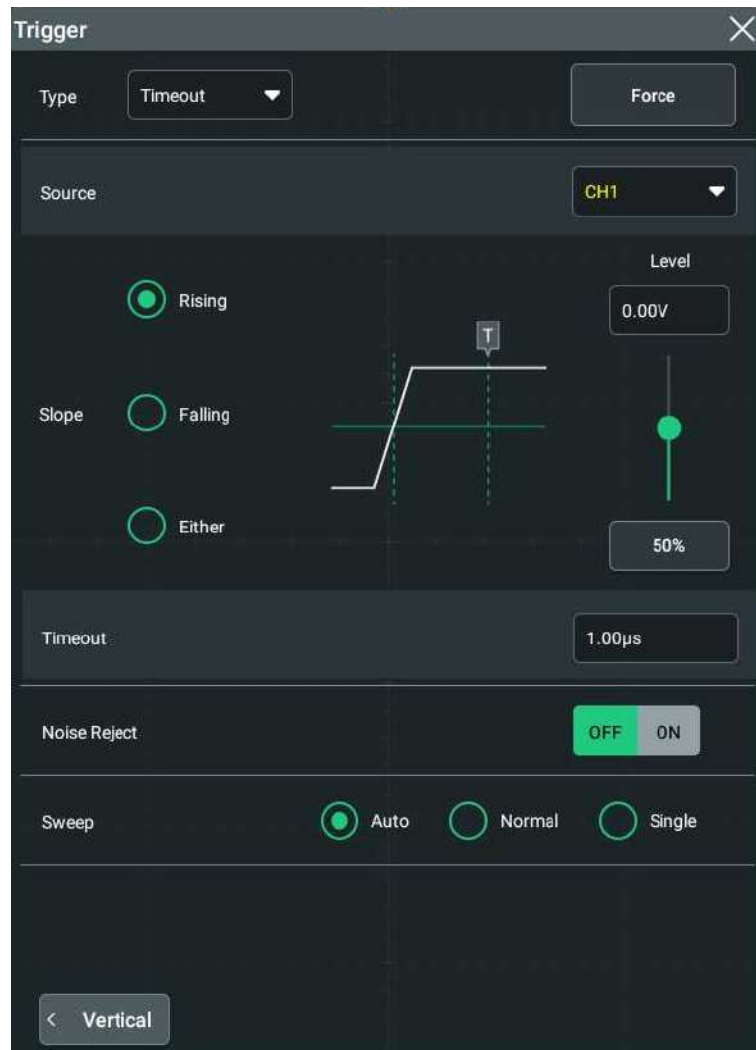 Trigger
Type Timeout Force
Source CH1
Level
Rising 0.00V
T
Slope Falling
Either 50%
Timeout 1.00µs
Noise Reject OFF ON
Sweep Auto Normal Single
< Vertical